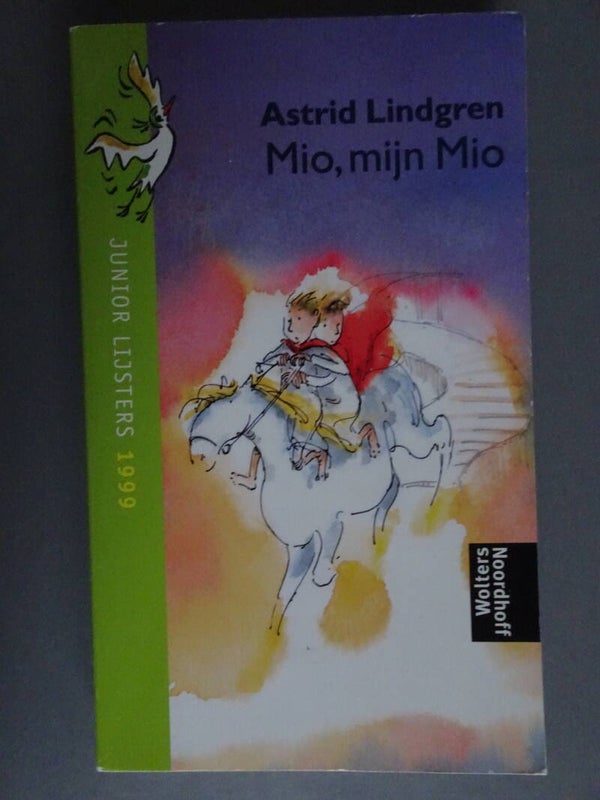 Astrid Lindgren
Mio, mijn Mio
JUNIOR LIJSTERS 1999
Wolters
Noordhoff